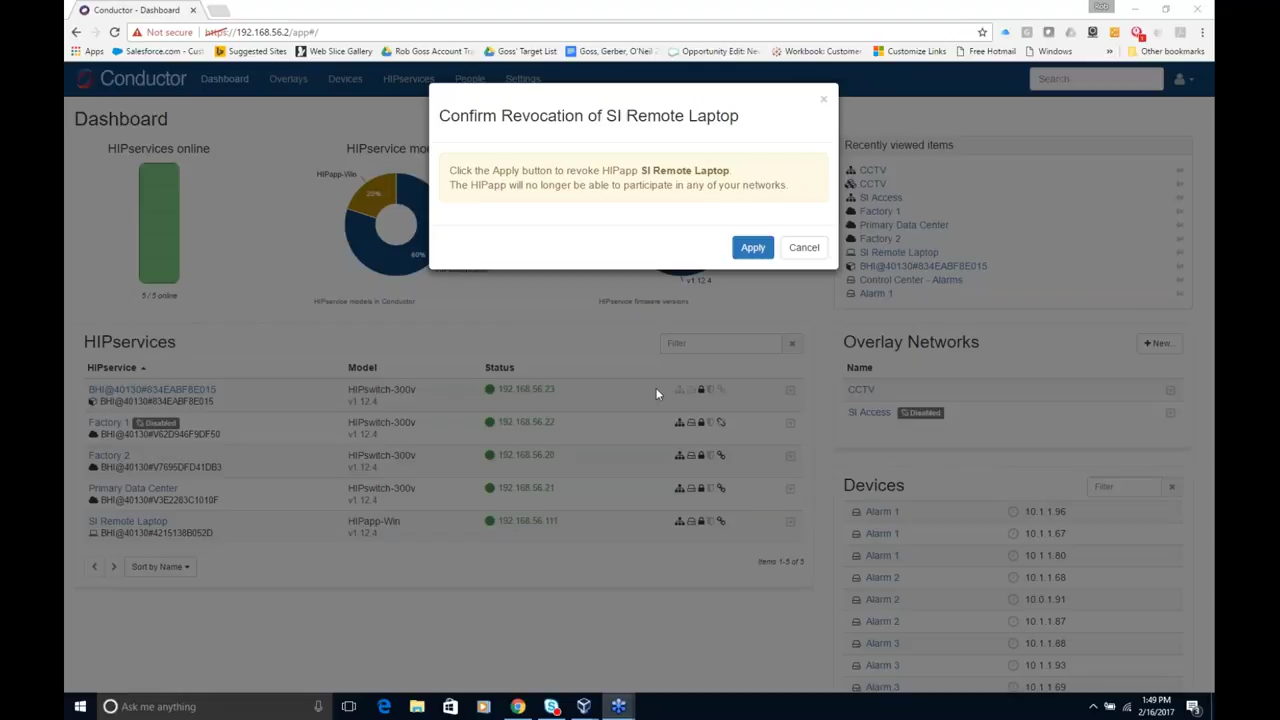 Conductor - Dashboard
Rob
Not secure
https://192.168.56.2/app#/
Apps
Salesforce.com - Cust
Suggested Sites
Web Slice Gallery
Rob Goss Account Tra
Goss' Target List
Goss, Gerber, O'Neil
Opportunity Edit: Ne
Workbook: Customer
Customize Links
Free Hotmail
Windows
»
Other bookmarks
Conductor
Dashboard
Overlays
Devices
HIPservices
People
Settings
Search
Confirm Revocation of SI Remote Laptop
×
Click the Apply button to revoke HIPapp SI Remote Laptop
The HIPapp will no longer be able to participate in any of your networks.
Apply
Cancel
Dashboard
HIPservices online
5 / 5 online
HIPservice mo
HIPapp-Win
20%
80%
HIPservice models in Conductor
v1.12.4
HIPservice firmware versions
Recently viewed items
CCTV
CCTV
SI Access
Factory 1
Primary Data Center
Factory 2
SI Remote Laptop
BHI@40130#834EABF8E015
Control Center - Alarms
Alarm 1
HIPservices
Filter
HIPservice
Model
Status
BHI@40130#834EABF8E015
BHI@40130#834EABF8E015
HIPswitch-300v
v1.12.4
192.168.56.23
Factory 1 Disabled
BHI@40130#V62D946F9DF50
HIPswitch-300v
v1.12.4
192.168.56.22
Factory 2
BHI@40130#V7695DFD41DB3
HIPswitch-300v
v1.12.4
192.168.56.20
Primary Data Center
BHI@40130#V3E2283C1010F
HIPswitch-300v
v1.12.4
192.168.56.21
SI Remote Laptop
BHI@40130#4215138B052D
HIPapp-Win
v1.12.4
192.168.56.111
Sort by Name
Items 1-5 of 5
Overlay Networks
+ New...
Name
CCTV
SI Access Disabled
Devices
Filter
Alarm 1 10.1.1.96
Alarm 1 10.1.1.67
Alarm 1 10.1.1.80
Alarm 2 10.1.1.68
Alarm 2 10.0.1.91
Alarm 2 10.1.1.87
Alarm 3 10.1.1.88
Alarm 3 10.1.1.93
Alarm 3 10.1.1.69
Ask me anything
1:49 PM
2/16/2017